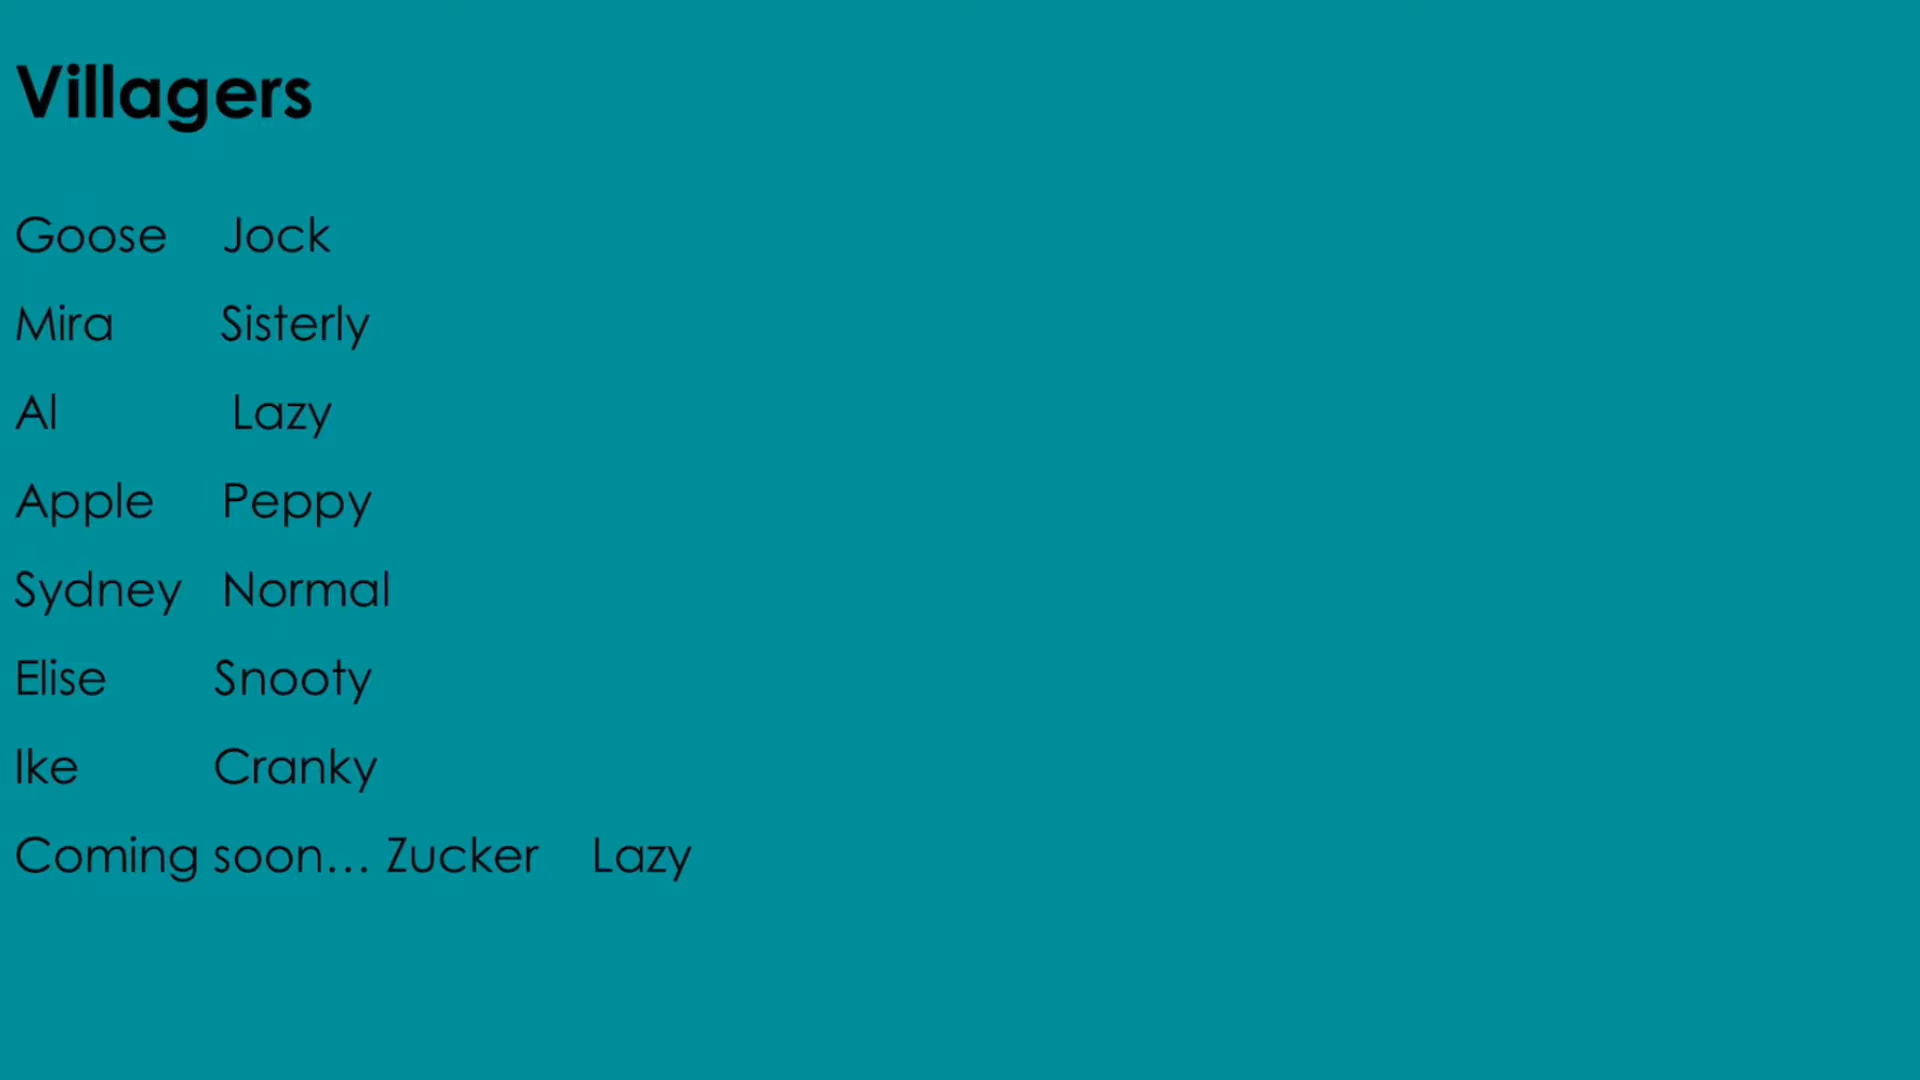 Villagers
Goose Jock
Mira Sisterly
Al Lazy
Apple Peppy
Sydney Normal
Elise Snooty
Ike Cranky
Coming soon... Zucker Lazy